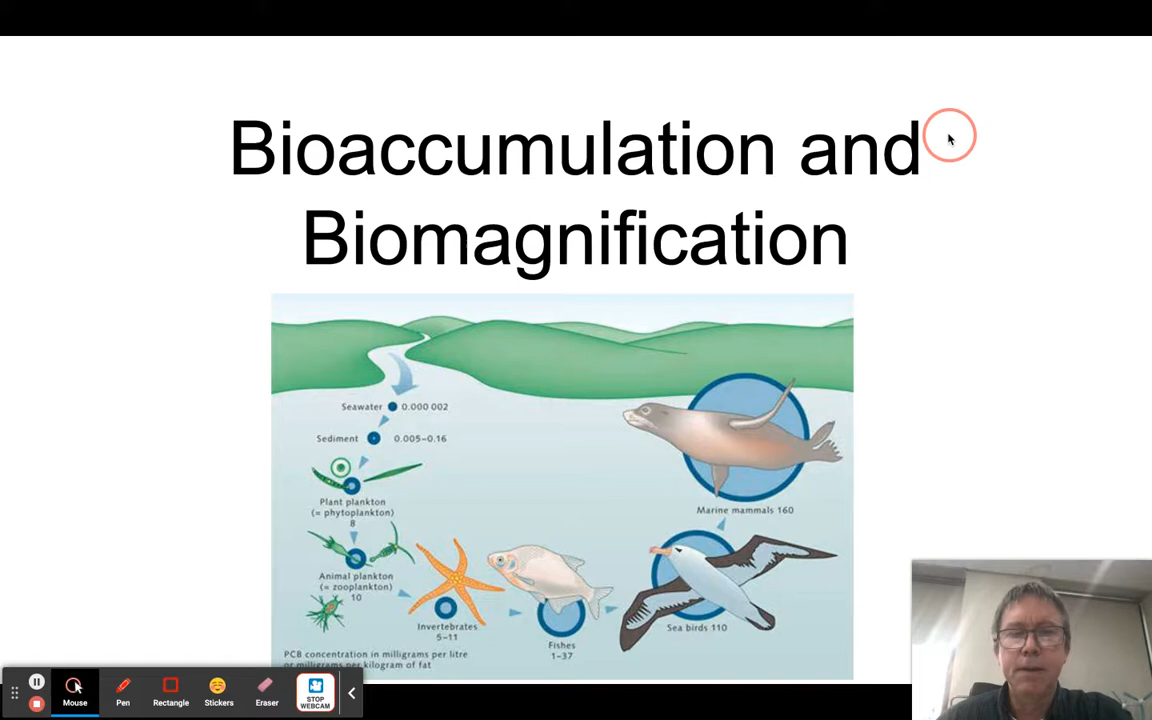 Bioaccumulation and
Biomagnification
Seawater 0.000 002
Sediment 0.005–0.16
Plant plankton
(= phytoplankton)
8
Animal plankton
(= zooplankton)
10
Invertebrates
5–11
Fishes
1–37
Sea birds 110
Marine mammals 160
PCB concentration in milligrams per litre
or milligrams per kilogram of fat
Mouse
Pen
Rectangle
Stickers
Eraser
STOP
WEBCAM